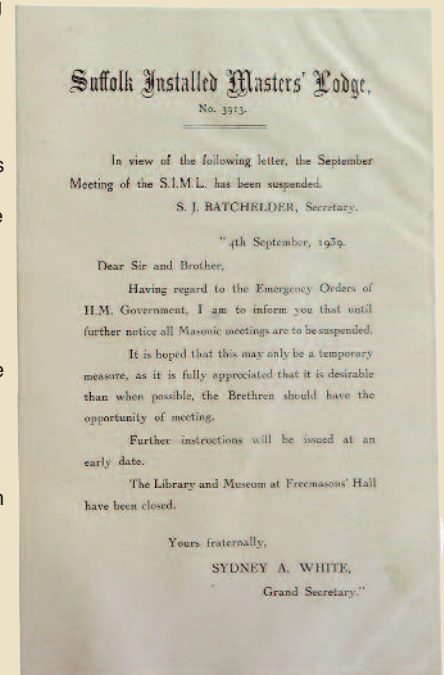 Suffolk Installed Masters' Lodge,
No. 3913.
In view of the following letter, the September
Meeting of the S.I.M.L. has been suspended.
S. J. BATCHELDER, Secretary.
"4th September, 1939.
Dear Sir and Brother,
Having regard to the Emergency Orders of
H.M. Government, I am to inform you that until
further notice all Masonic meetings are to be suspended.
It is hoped that this may only be a temporary
measure, as it is fully appreciated that it is desirable
than when possible, the Brethren should have the
opportunity of meeting.
Further instructions will be issued at an
early date.
The Library and Museum at Freemasons' Hall
have been closed.
Yours fraternally,
SYDNEY A. WHITE,
Grand Secretary."